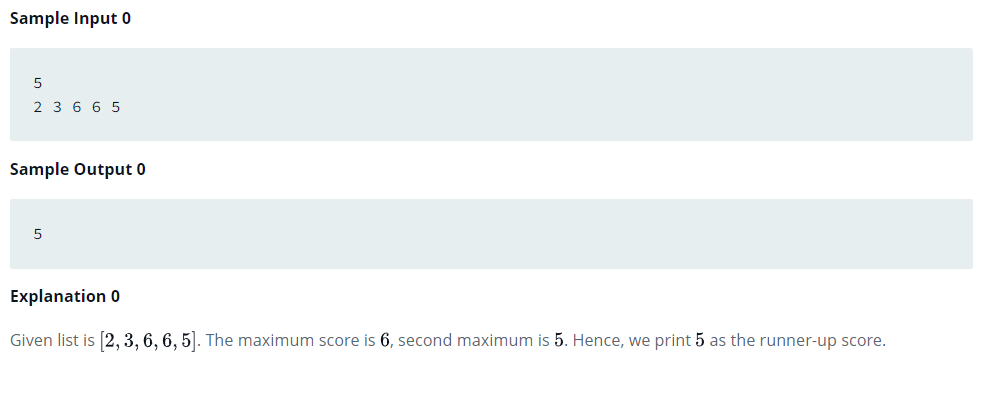 Sample Input 0
5
2 3 6 6 5
Sample Output 0
5
Explanation 0
Given list is [2, 3, 6, 6, 5]. The maximum score is 6, second maximum is 5. Hence, we print 5 as the runner-up score.